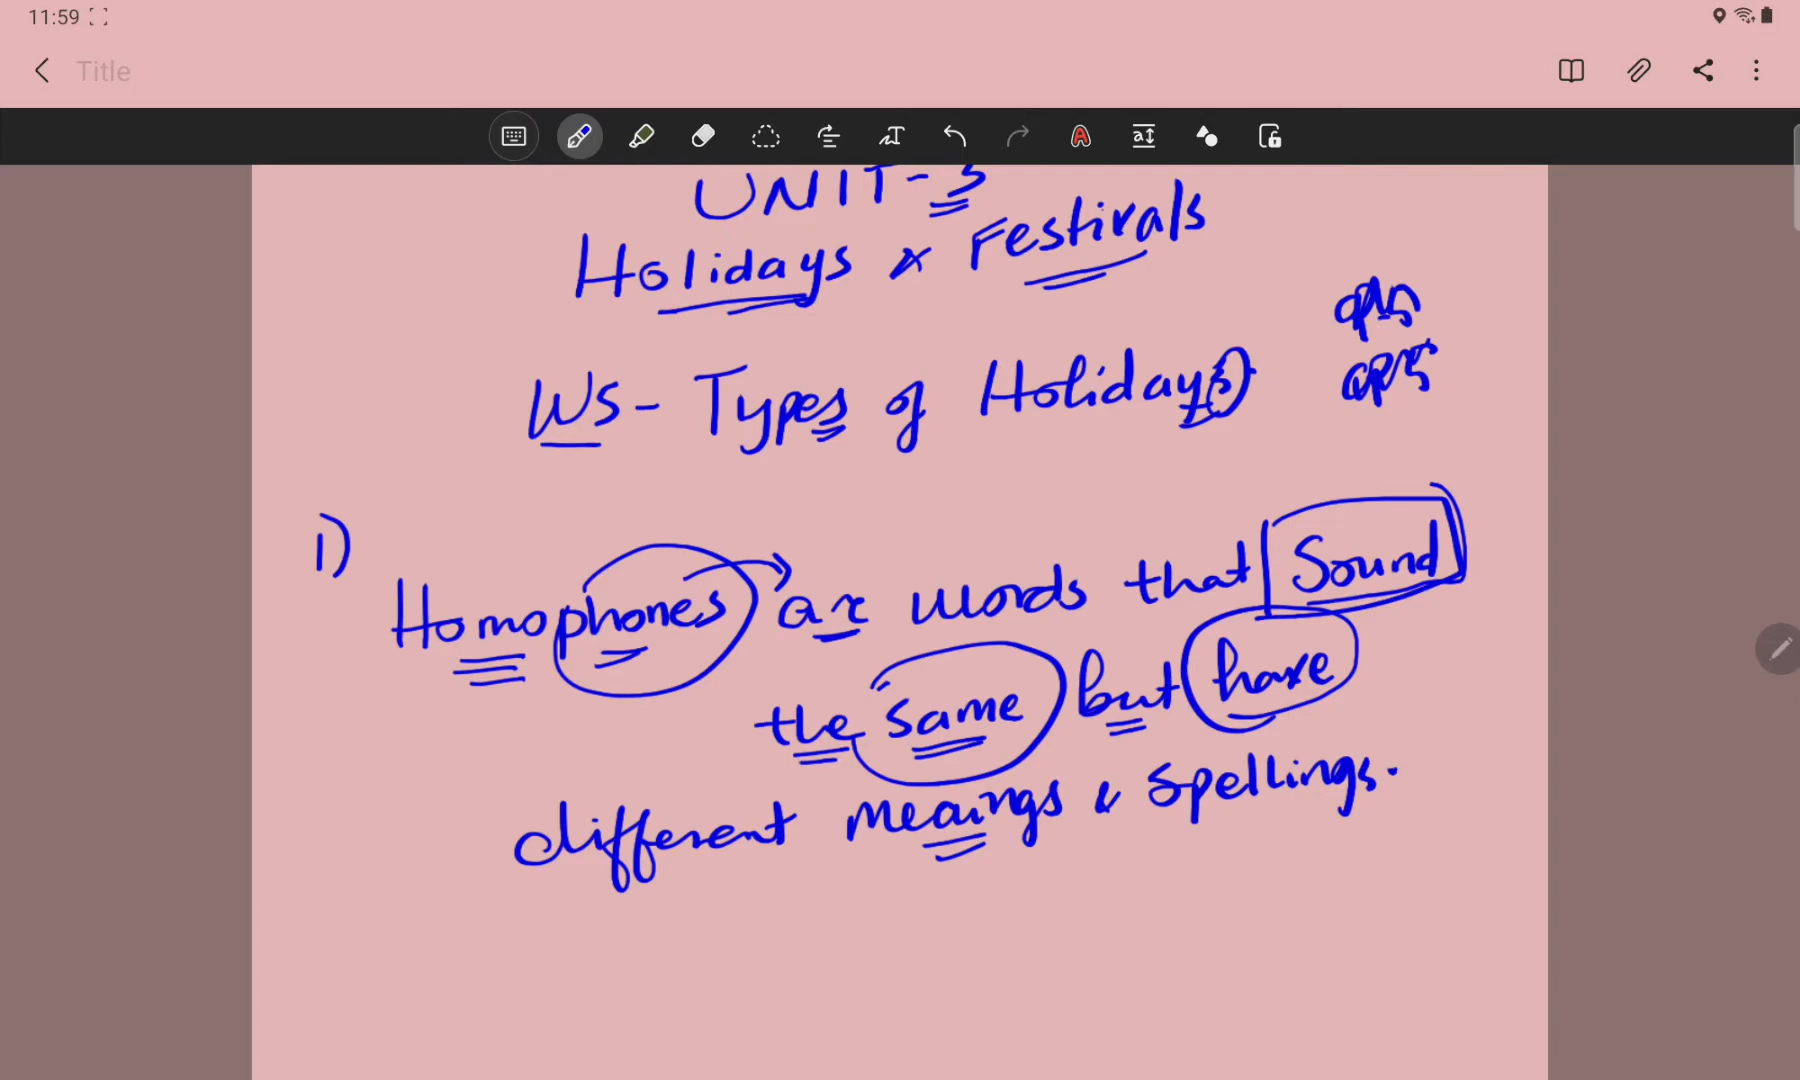 11:59
Title
UNIT-3
Holidays & Festivals
WS- Types of Holidays
1)
Homophones are words that Sound
the same but have
different meaings & spellings.